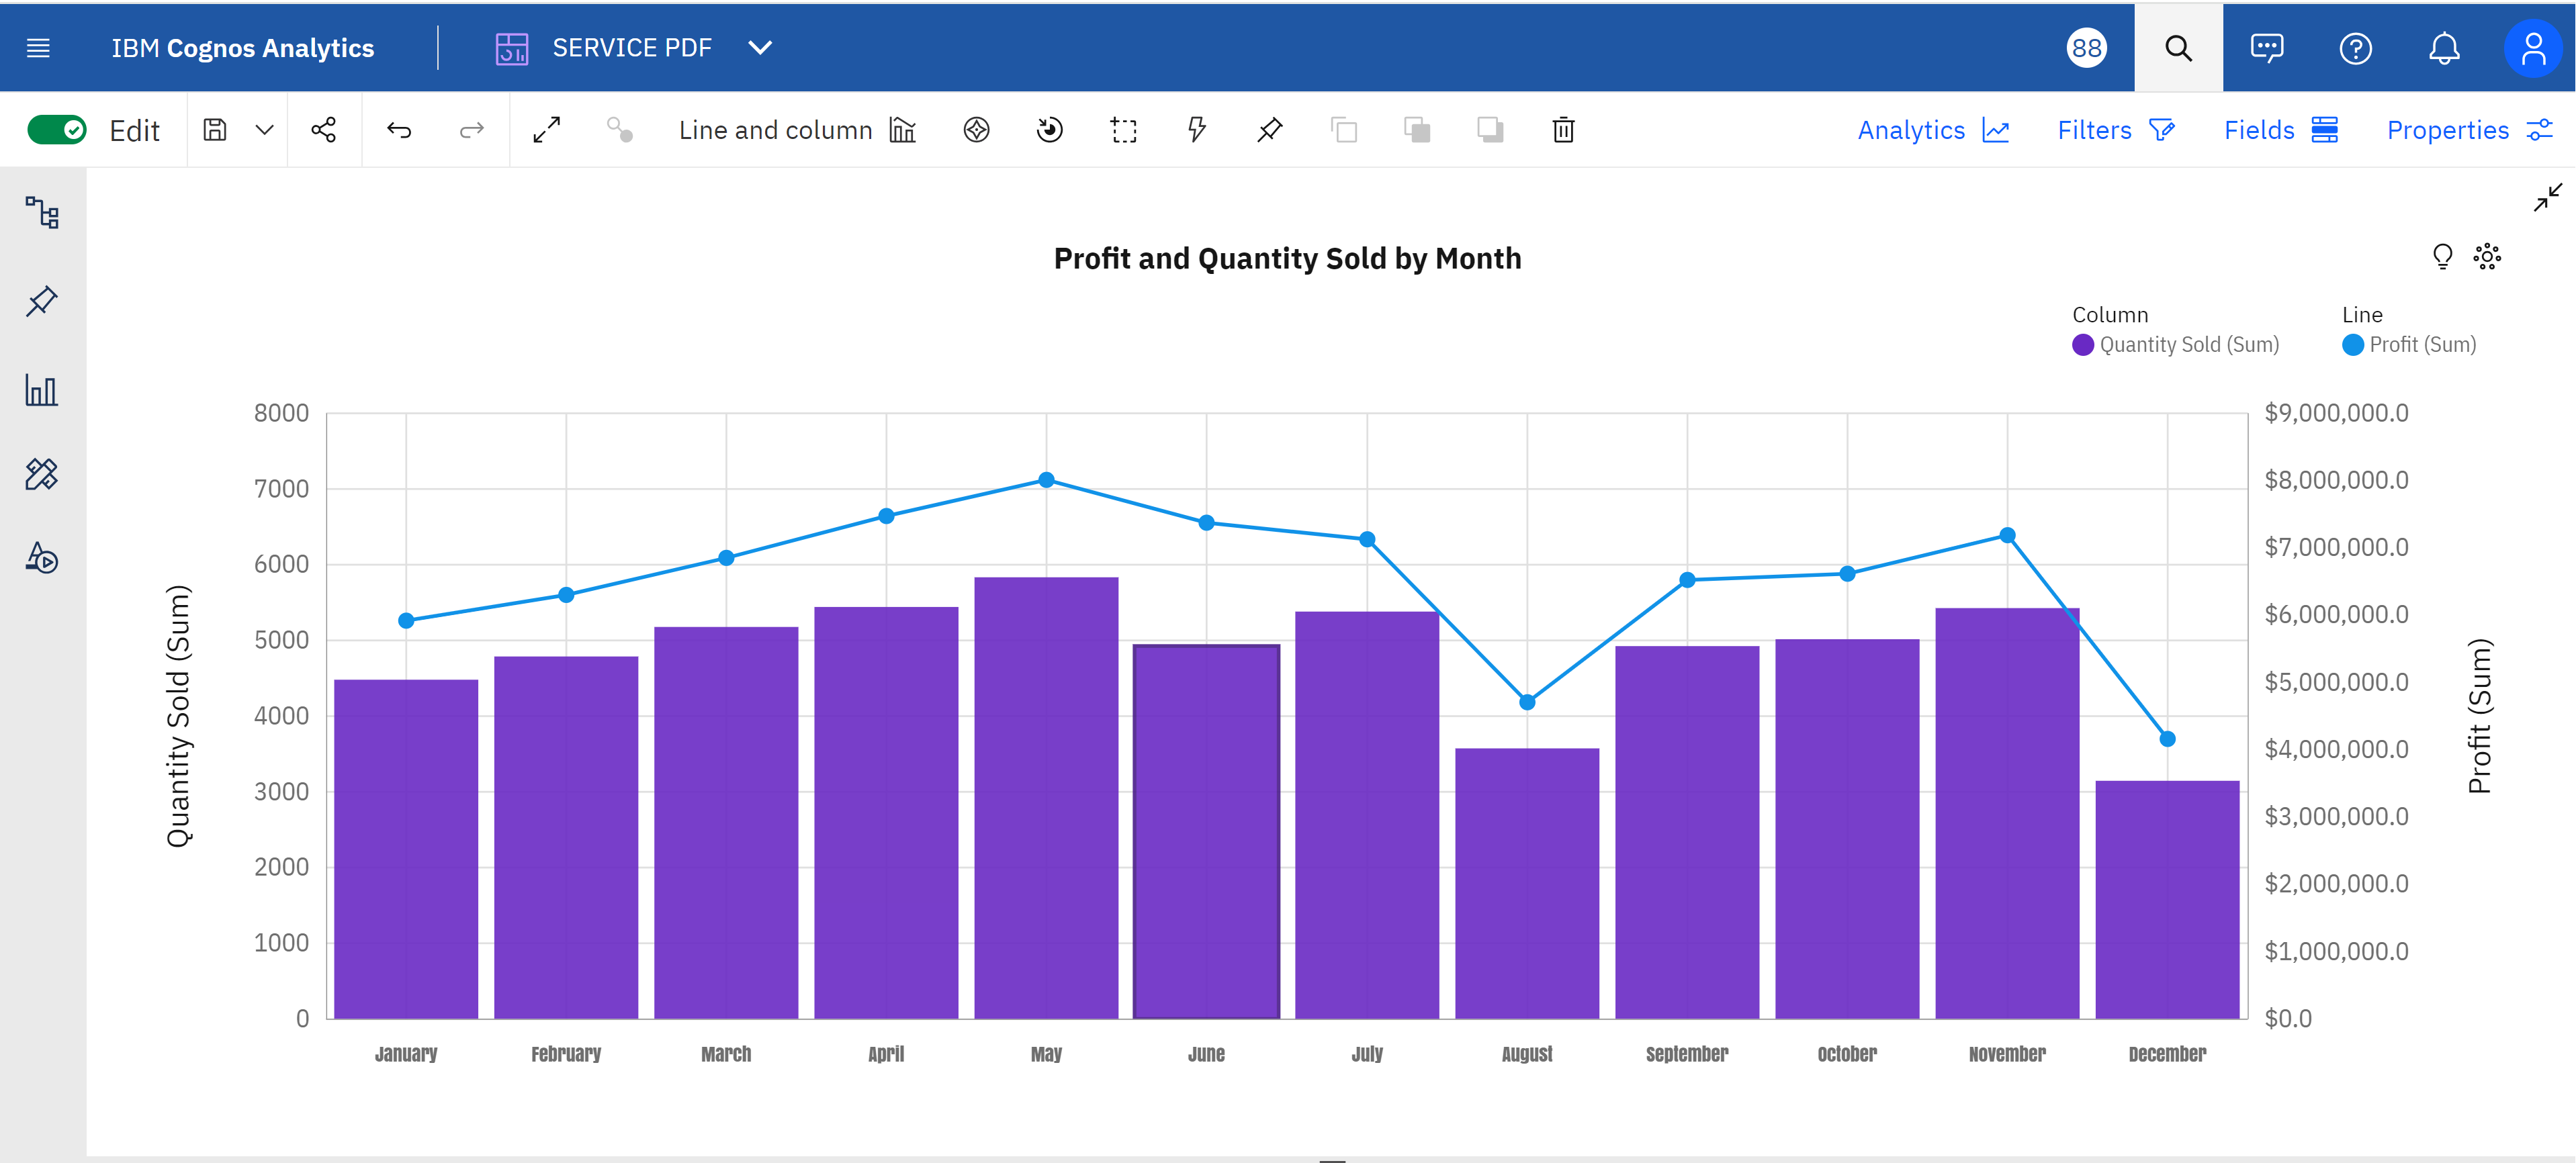 IBM Cognos Analytics SERVICE PDF 88
Edit Line and column Analytics Filters Fields Properties
Profit and Quantity Sold by Month
Column Line
Quantity Sold (Sum) Profit (Sum)
8000 $9,000,000.0
7000 $8,000,000.0
6000 $7,000,000.0
5000 $6,000,000.0
4000 $5,000,000.0
3000 $4,000,000.0
2000 $3,000,000.0
1000 $2,000,000.0
0 $1,000,000.0
$0.0
Quantity Sold (Sum)
Profit (Sum)
January February March April May June July August September October November December